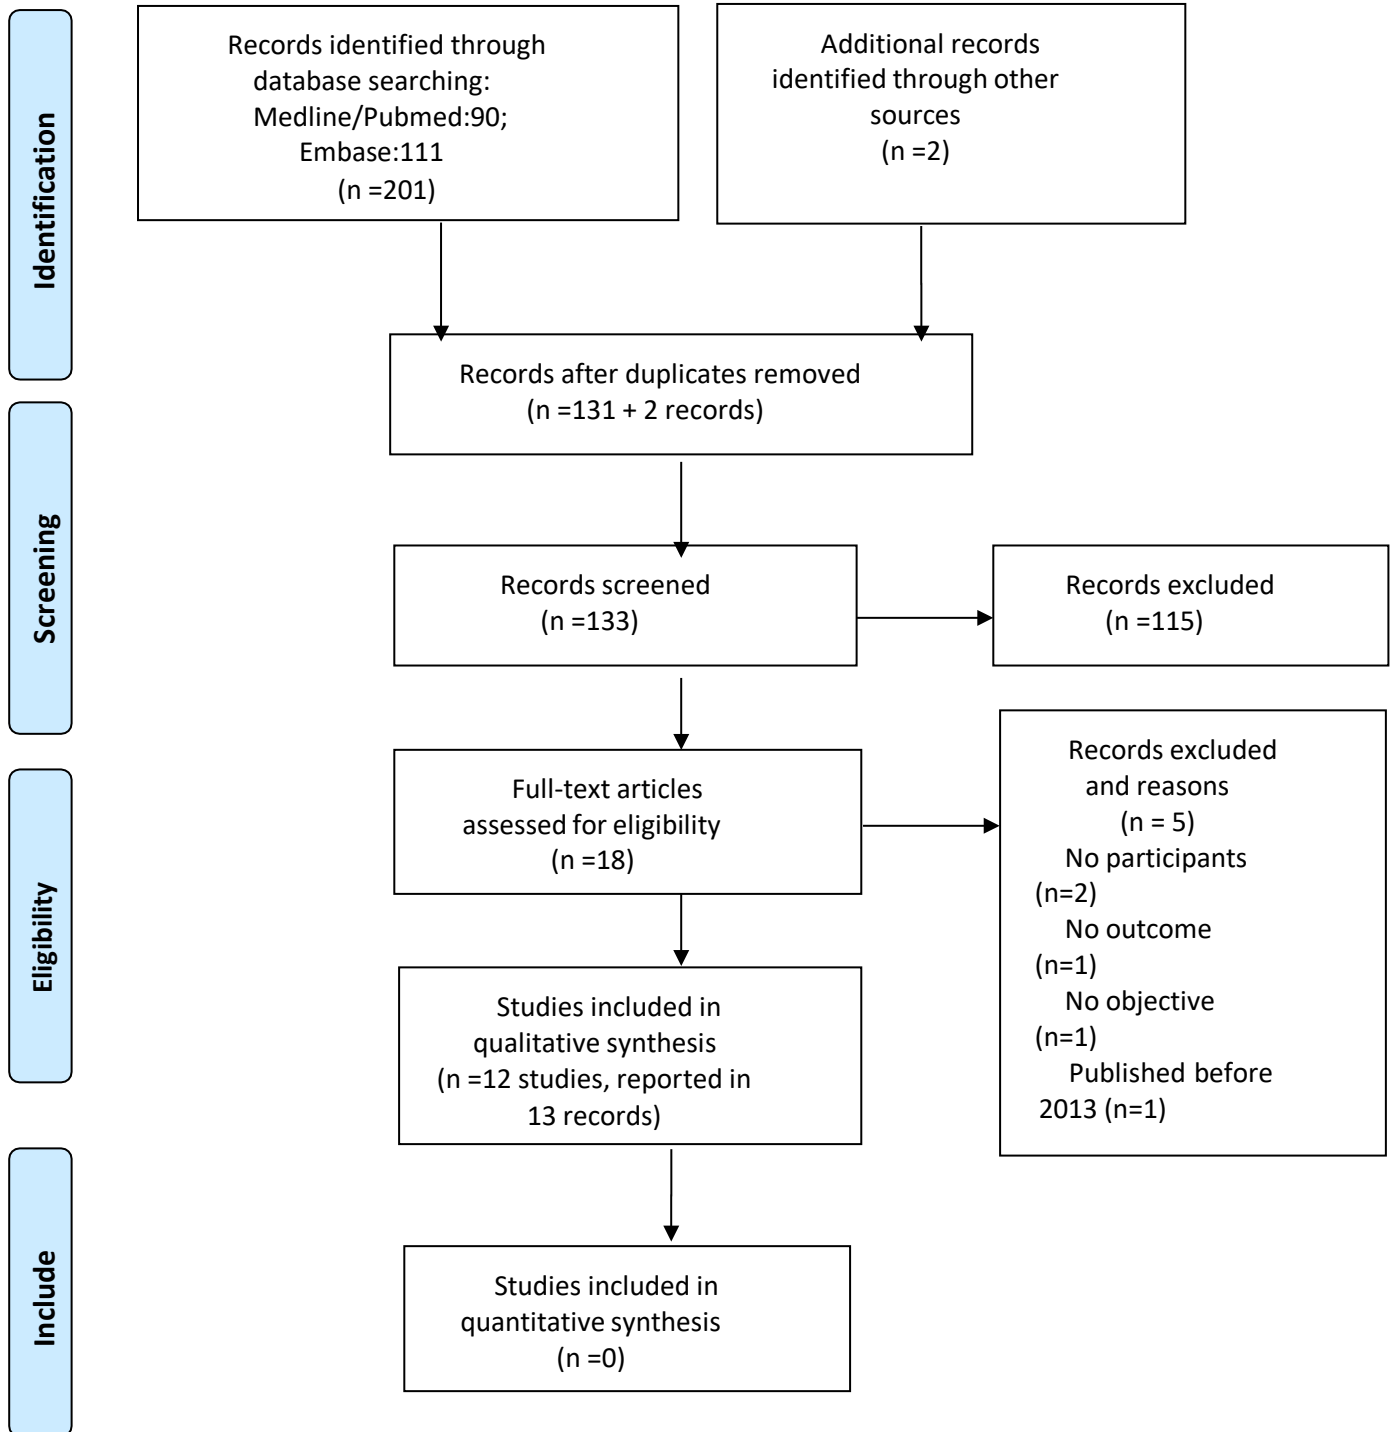 Identification
Records identified through
database searching:
Medline/Pubmed:90;
Embase:111
(n =201)
Additional records
identified through other
sources
(n =2)
Records after duplicates removed
(n =131 + 2 records)
Screening
Records screened
(n =133)
Records excluded
(n =115)
Eligibility
Full-text articles
assessed for eligibility
(n =18)
Records excluded
and reasons
(n = 5)
No participants
(n=2)
No outcome
(n=1)
No objective
(n=1)
Published before
2013 (n=1)
Studies included in
qualitative synthesis
(n =12 studies, reported in
13 records)
Include
Studies included in
quantitative synthesis
(n =0)